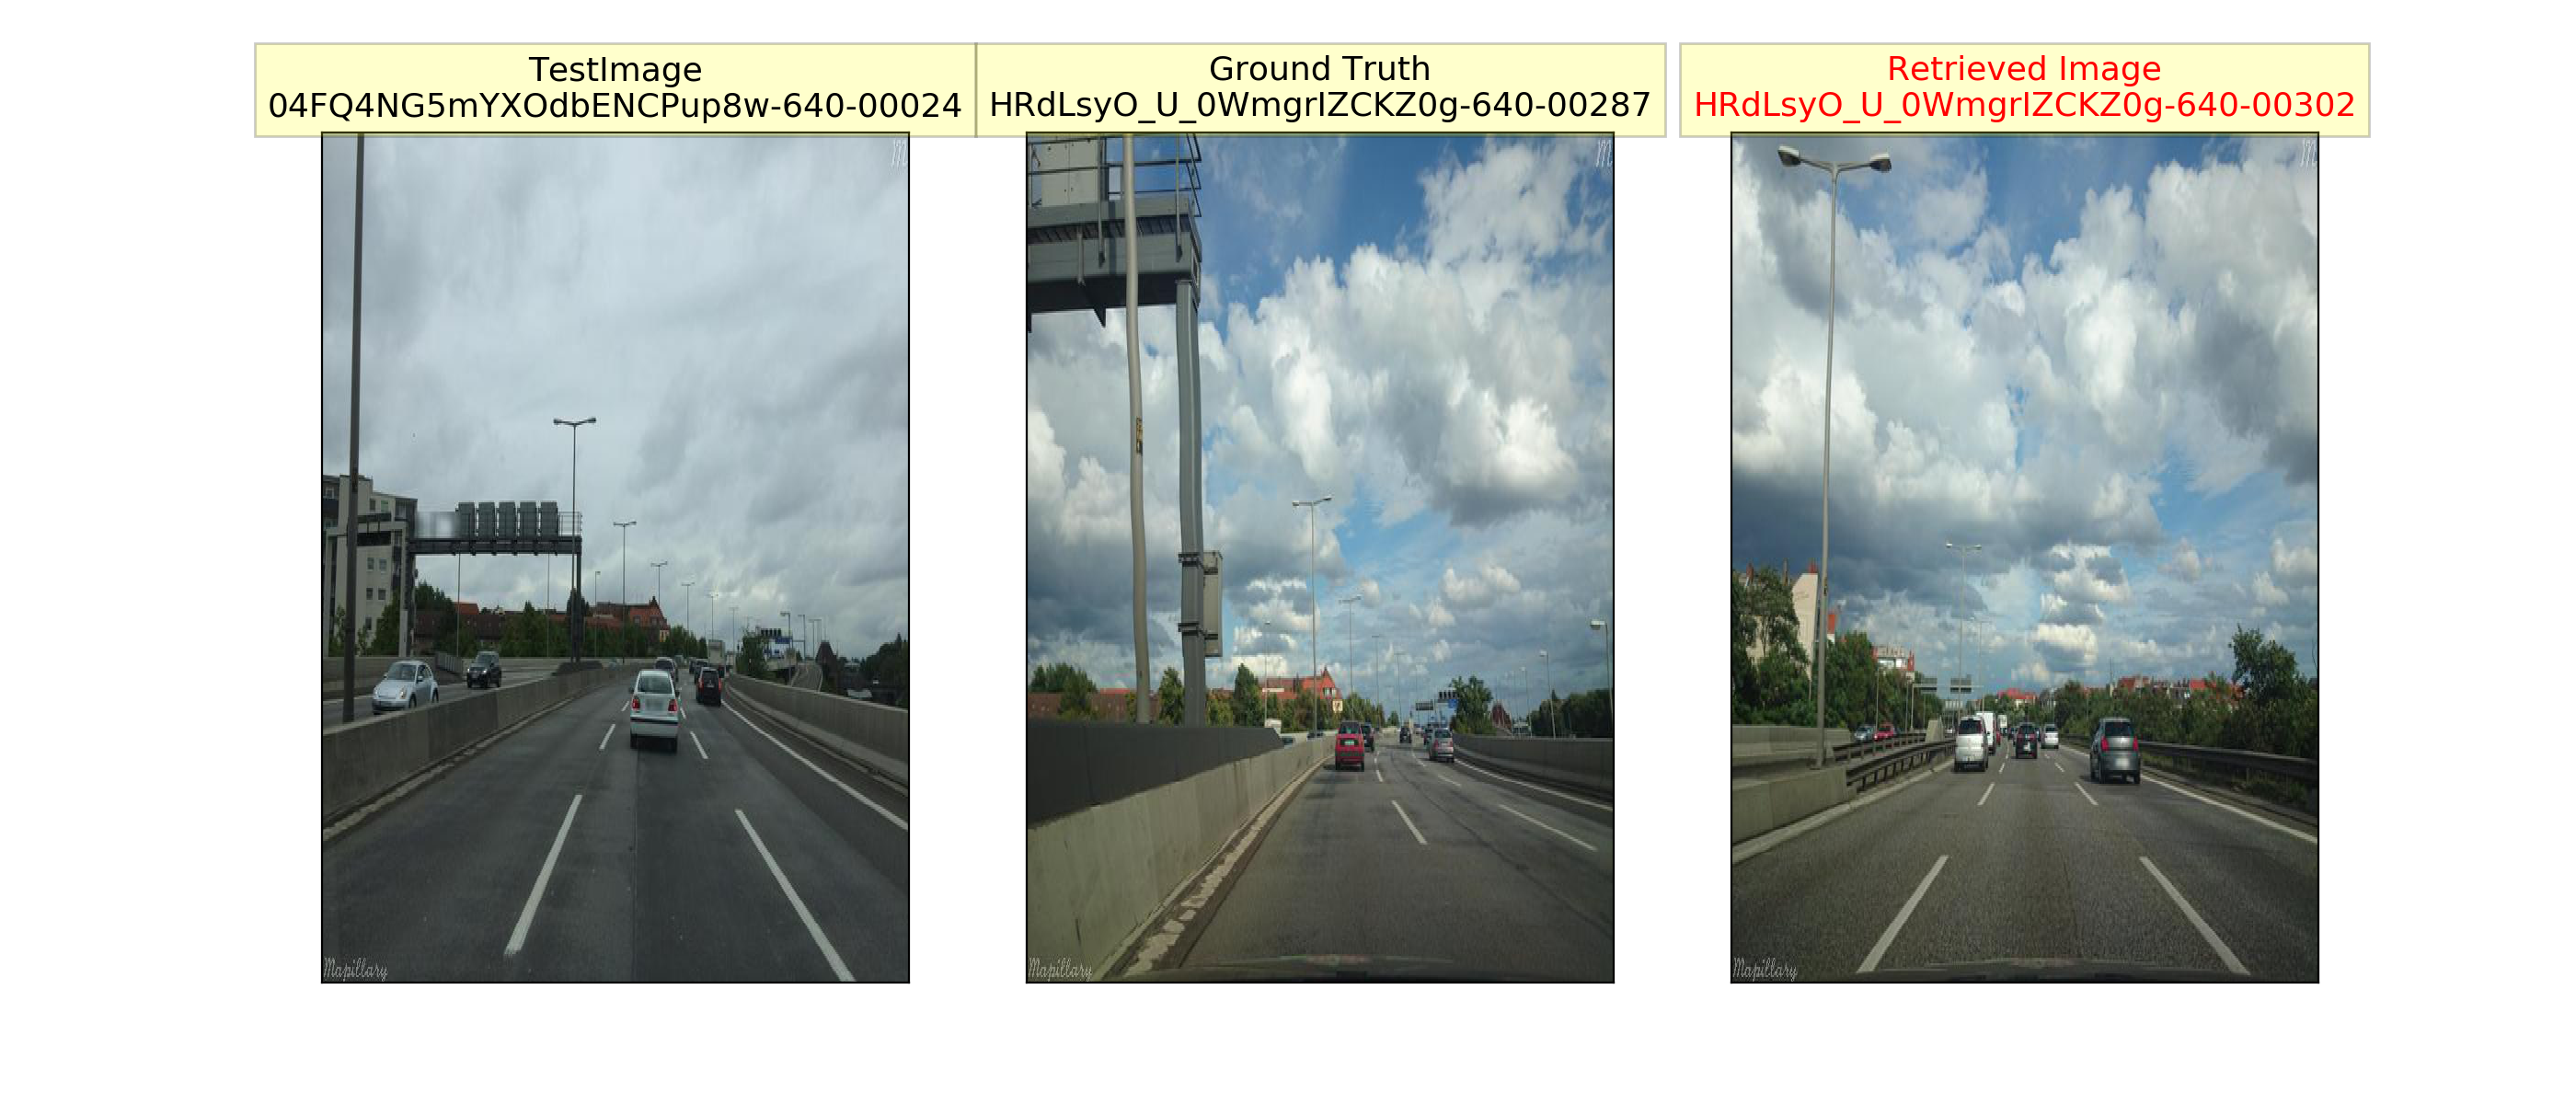 TestImage
04FQ4NG5mYXOdbENCPup8w-640-00024
Ground Truth
HRdLsyO_U_0WmgrIZCKZ0g-640-00287
Retrieved Image
HRdLsyO_U_0WmgrIZCKZ0g-640-00302
M
M
M
Mapillary
Mapillary
Mapillary